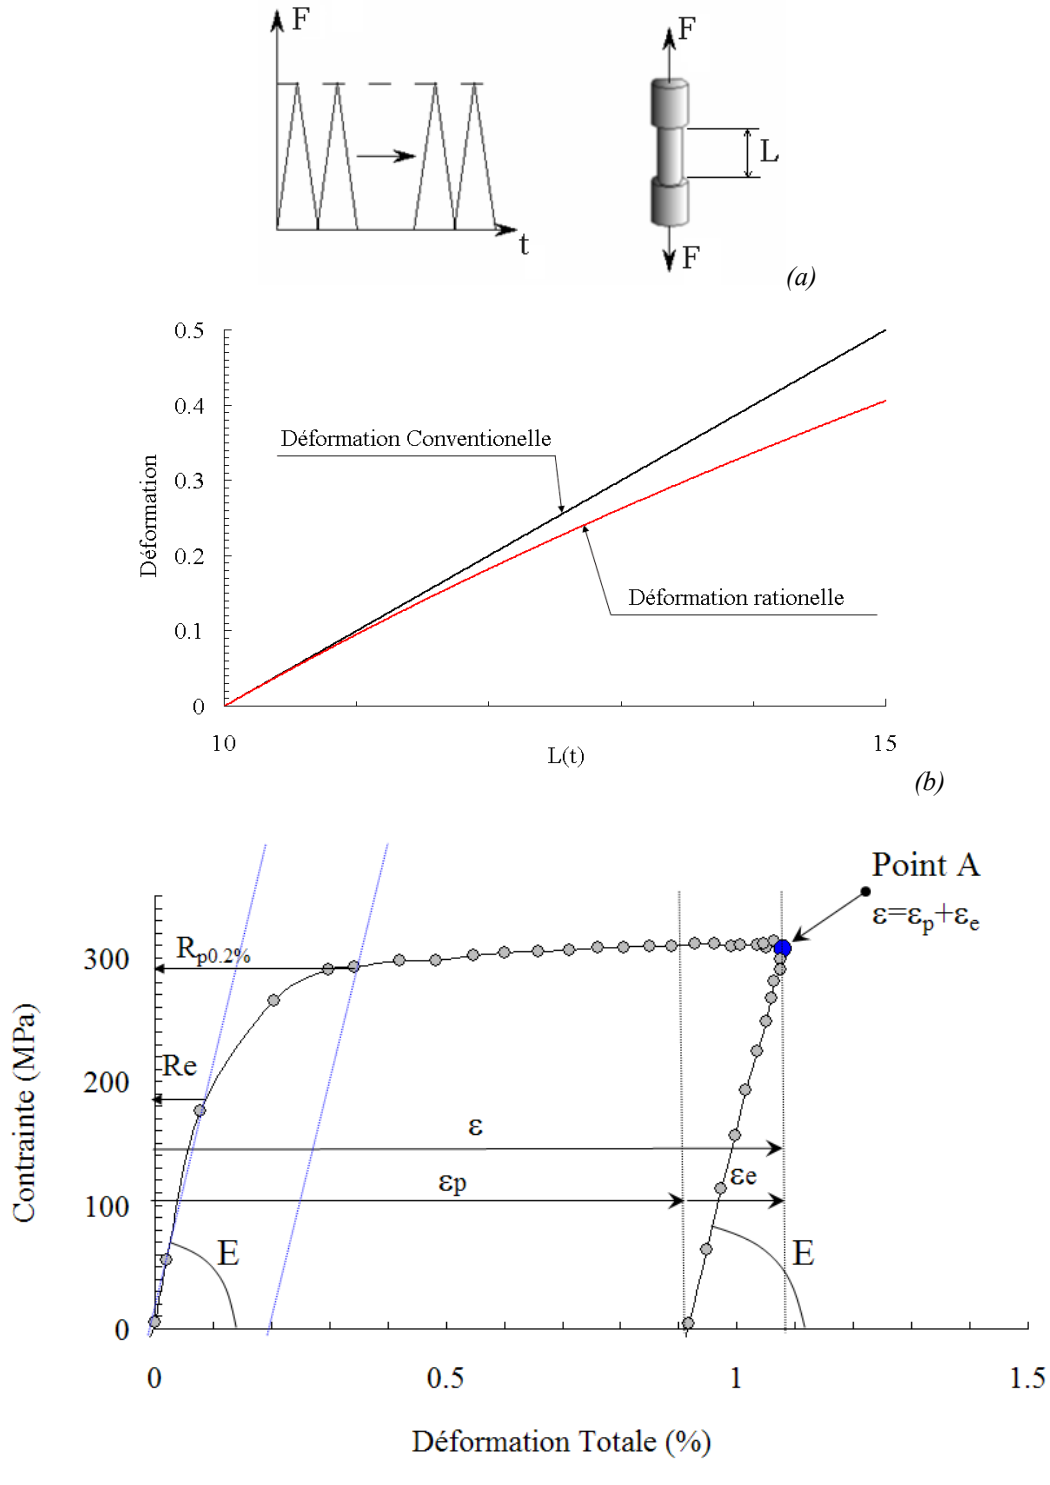 F
t
F
L
F
(a)
0.5
0.4
0.3
0.2
0.1
0
Déformation
Déformation Conventionelle
Déformation rationelle
10
15
L(t)
(b)
Point A
ε=εp+εe
Rp0.2%
Re
ε
εp
εe
E
E
300
200
100
0
Contrainte (MPa)
0
0.5
1
1.5
Déformation Totale (%)